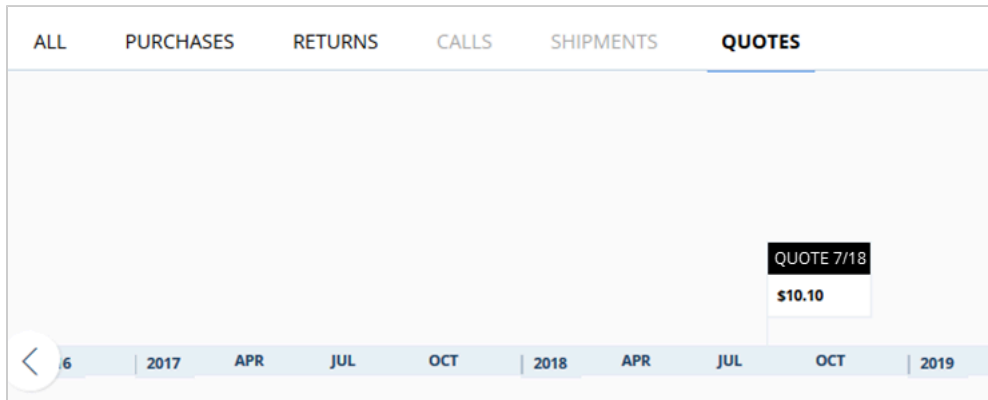 ALL PURCHASES RETURNS CALLS SHIPMENTS QUOTES
QUOTE 7/18
$10.10
6 2017 APR JUL OCT 2018 APR JUL OCT 2019